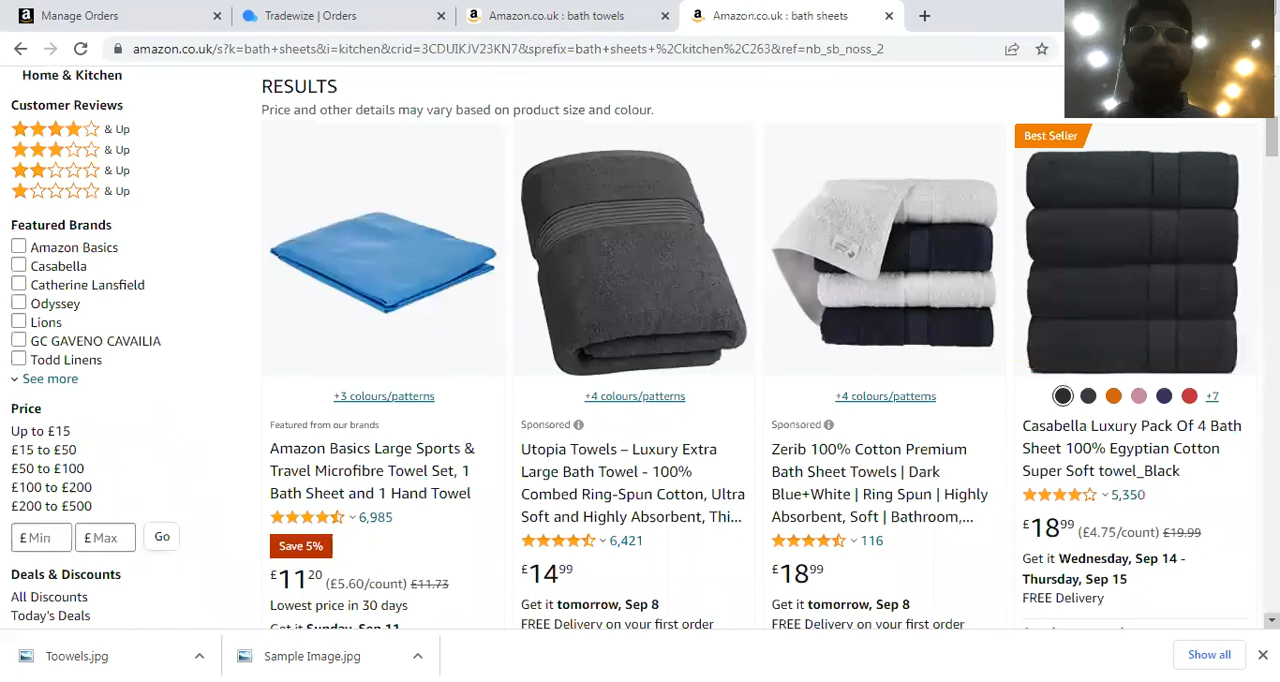 Manage Orders
Tradewize | Orders
Amazon.co.uk : bath towels
Amazon.co.uk : bath sheets
amazon.co.uk/s?k=bath+sheets&i=kitchen&crid=3CDUIKJV23KN7&sprefix=bath+sheets+%2Ckitchen%2C263&ref=nb_sb_noss_2
Home & Kitchen
Customer Reviews
& Up
& Up
& Up
& Up
Featured Brands
Amazon Basics
Casabella
Catherine Lansfield
Odyssey
Lions
GC GAVENO CAVAILIA
Todd Linens
See more
Price
Up to £15
£15 to £50
£50 to £100
£100 to £200
£200 to £500
£ Min
£ Max
Go
Deals & Discounts
All Discounts
Today's Deals
RESULTS
Price and other details may vary based on product size and colour.
+3 colours/patterns
Featured from our brands
Amazon Basics Large Sports &
Travel Microfibre Towel Set, 1
Bath Sheet and 1 Hand Towel
6,985
Save 5%
£11.20 (£5.60/count) £11.73
Lowest price in 30 days
Get it Sunday, Sep 11
+4 colours/patterns
Sponsored
Utopia Towels – Luxury Extra
Large Bath Towel - 100%
Combed Ring-Spun Cotton, Ultra
Soft and Highly Absorbent, Thi...
6,421
£14.99
Get it tomorrow, Sep 8
FREE Delivery on your first order
+4 colours/patterns
Sponsored
Zerib 100% Cotton Premium
Bath Sheet Towels | Dark
Blue+White | Ring Spun | Highly
Absorbent, Soft | Bathroom,...
116
£18.99
Get it tomorrow, Sep 8
FREE Delivery on your first order
Best Seller
+7
Casabella Luxury Pack Of 4 Bath
Sheet 100% Egyptian Cotton
Super Soft towel_Black
5,350
£18.99 (£4.75/count) £19.99
Get it Wednesday, Sep 14 -
Thursday, Sep 15
FREE Delivery
Toowels.jpg
Sample Image.jpg
Show all